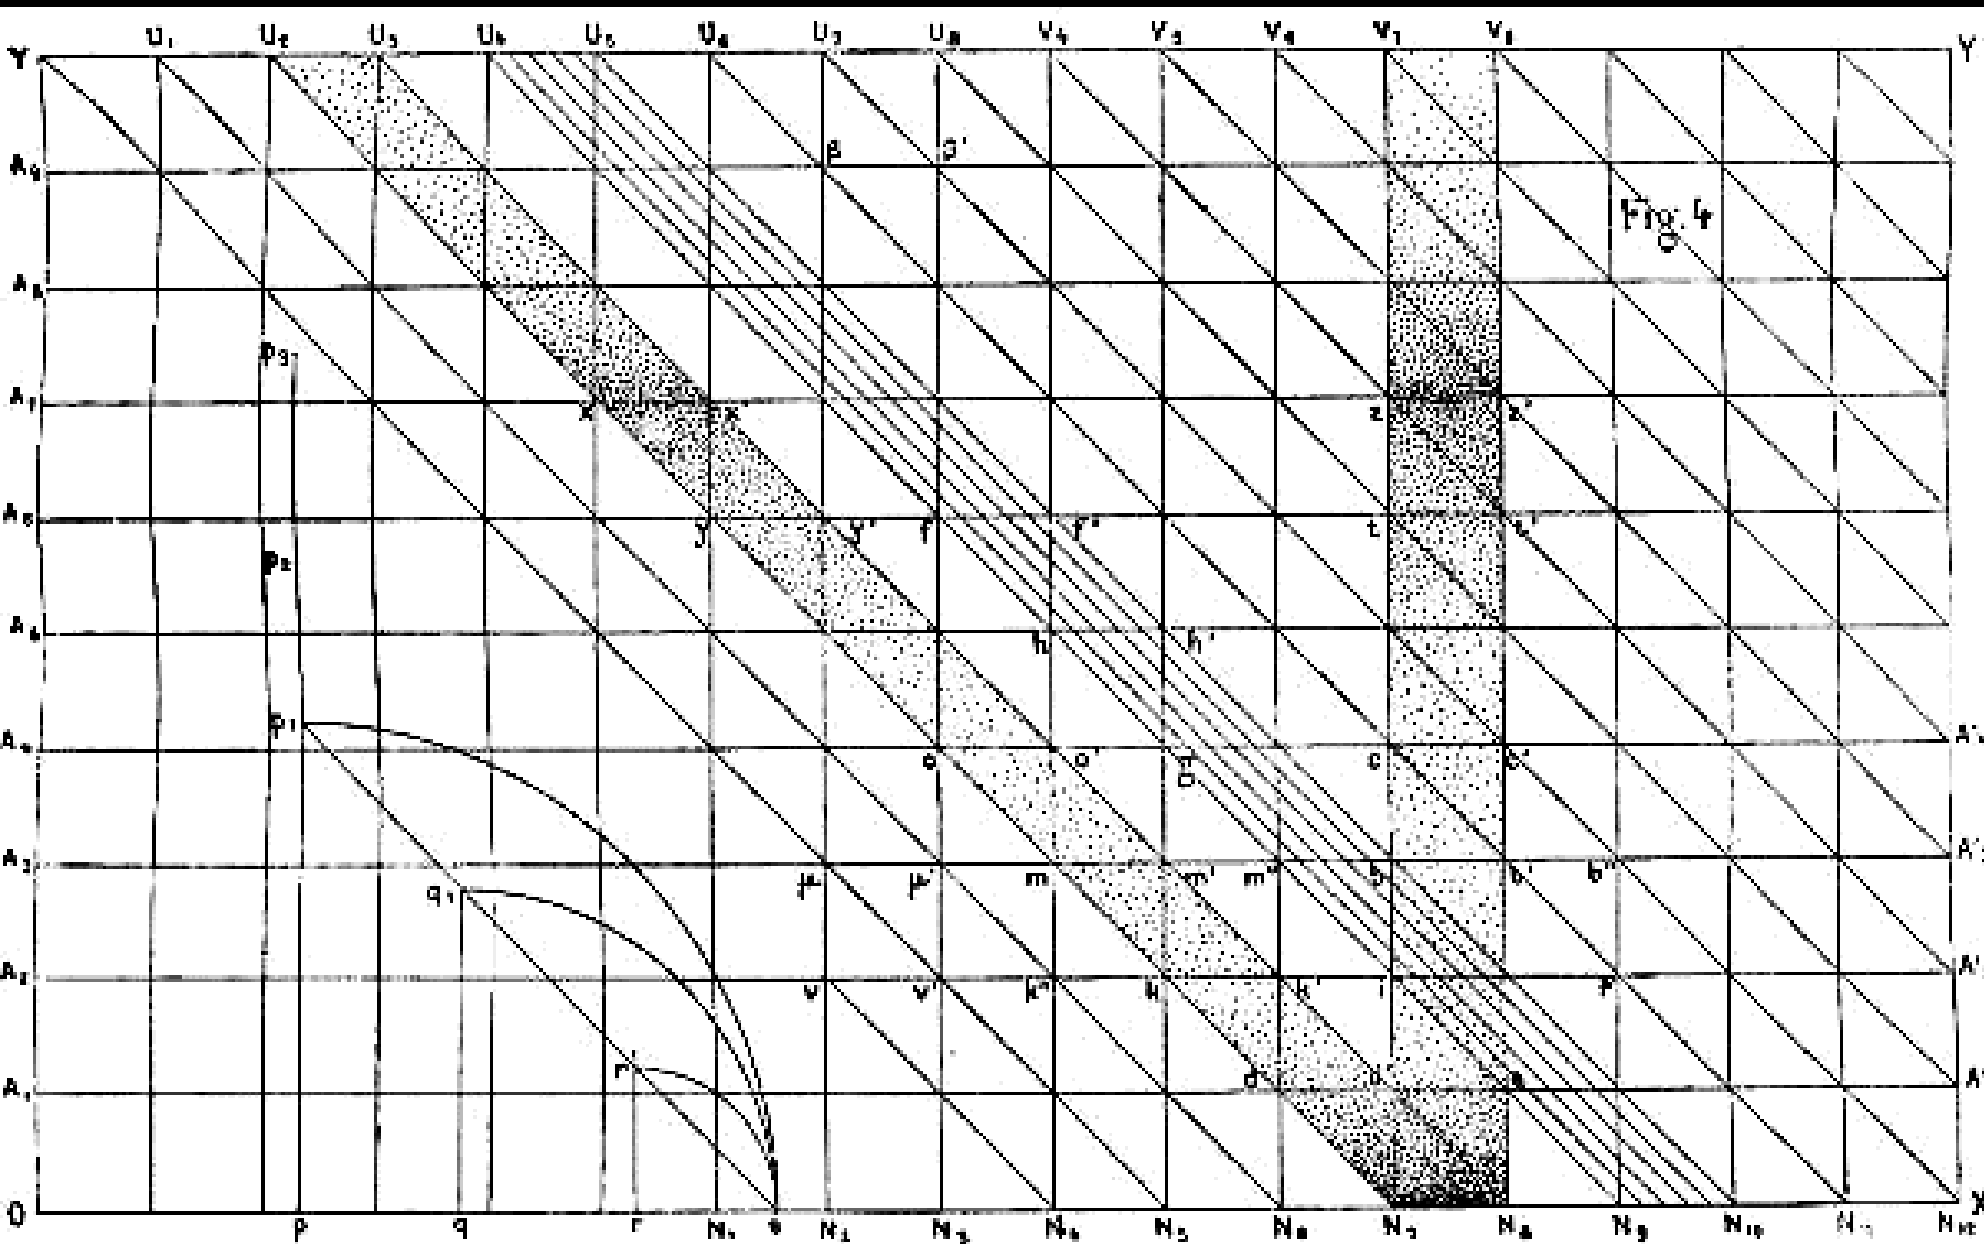 U₁ U₂ U₃ U₄ U₅ U₆ U₇ U₈ V₄ V₅ V₆ V₇ V₈
Y Y'
A₉ β β'
Fig. 4
A₈
p₃
A₇ x x' z z'
A₆ y y' f f' t t'
p₂
h h'
p₁
A₄ o o' g c c' A'₄
A₃ μ μ' m m' m" b b' b" A'₃
q₁
A₂ ν ν' k" k k' i A'
r
A₁ d e A'
O X
p q r N₁ s N₂ N₃ N₄ N₅ N₆ N₇ N₈ N₉ N₁₀ N₁₁ N₁₂